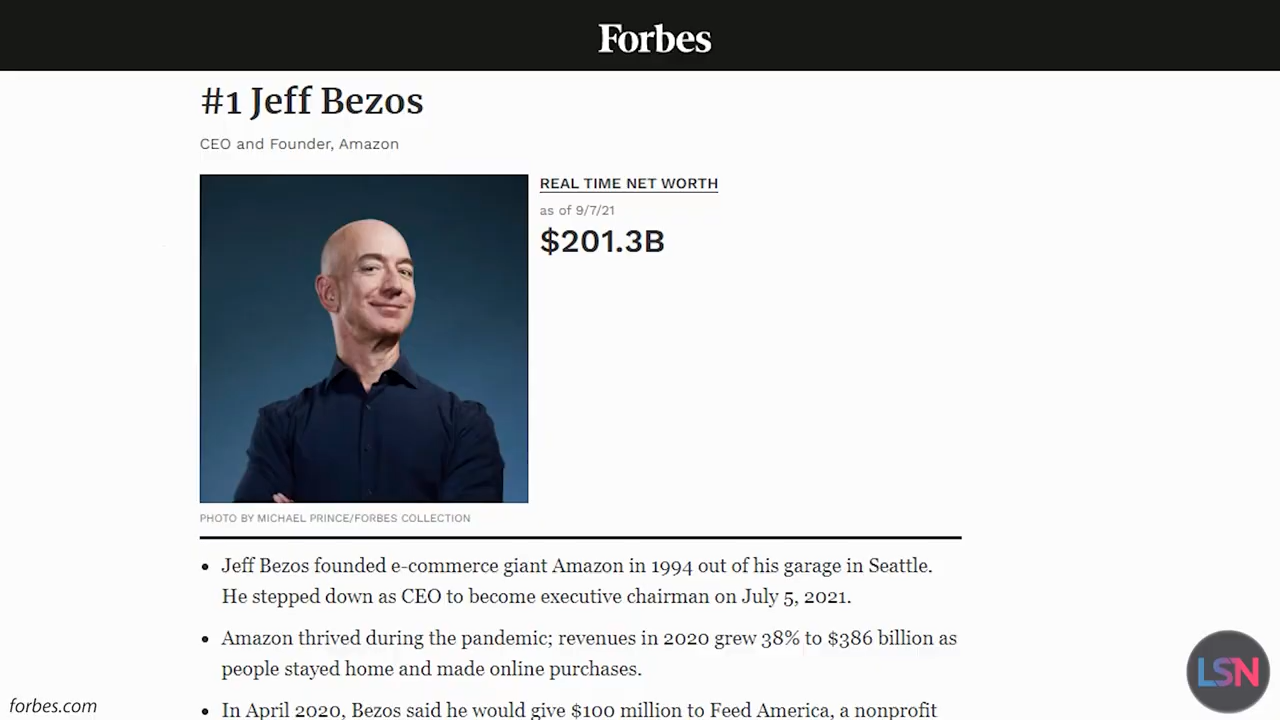 Forbes
#1 Jeff Bezos
CEO and Founder, Amazon
REAL TIME NET WORTH
as of 9/7/21
$201.3B
PHOTO BY MICHAEL PRINCE/FORBES COLLECTION
• Jeff Bezos founded e-commerce giant Amazon in 1994 out of his garage in Seattle.
He stepped down as CEO to become executive chairman on July 5, 2021.
• Amazon thrived during the pandemic; revenues in 2020 grew 38% to $386 billion as
people stayed home and made online purchases.
• In April 2020, Bezos said he would give $100 million to Feed America, a nonprofit
forbes.com
LSN